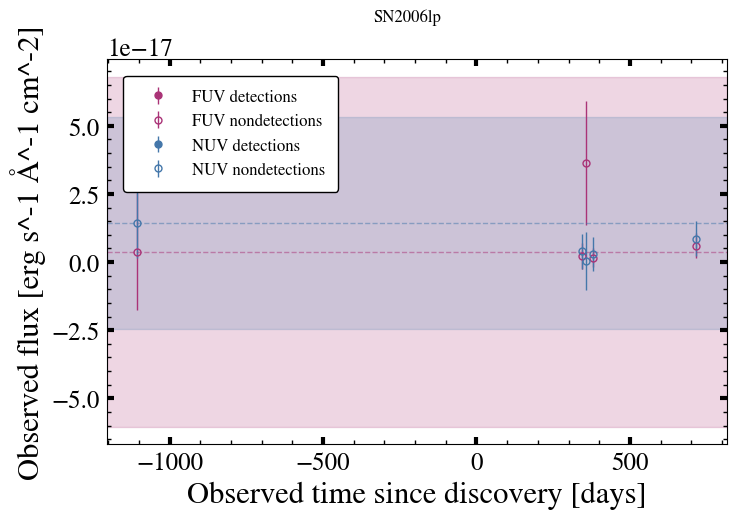 SN2006lp
1e−17
FUV detections
FUV nondetections
NUV detections
NUV nondetections
5.0
2.5
0.0
−2.5
−5.0
Observed flux [erg s^-1 Å^-1 cm^-2]
−1000
−500
0
500
Observed time since discovery [days]